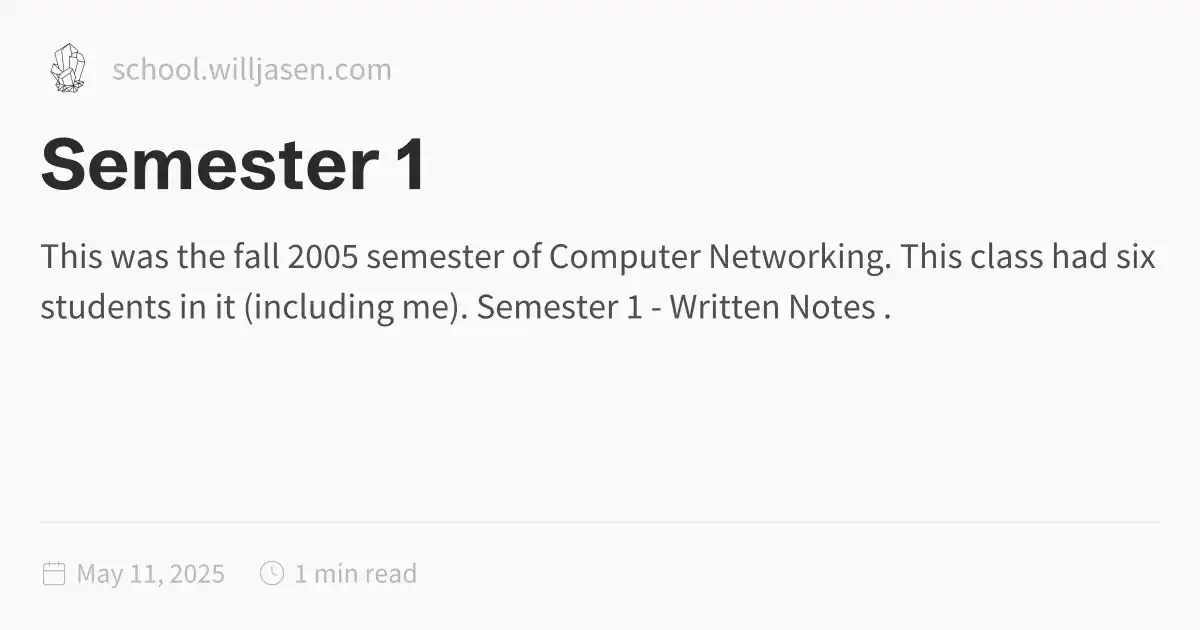 school.willjasen.com
Semester 1
This was the fall 2005 semester of Computer Networking. This class had six
students in it (including me). Semester 1 - Written Notes .
May 11, 2025 1 min read